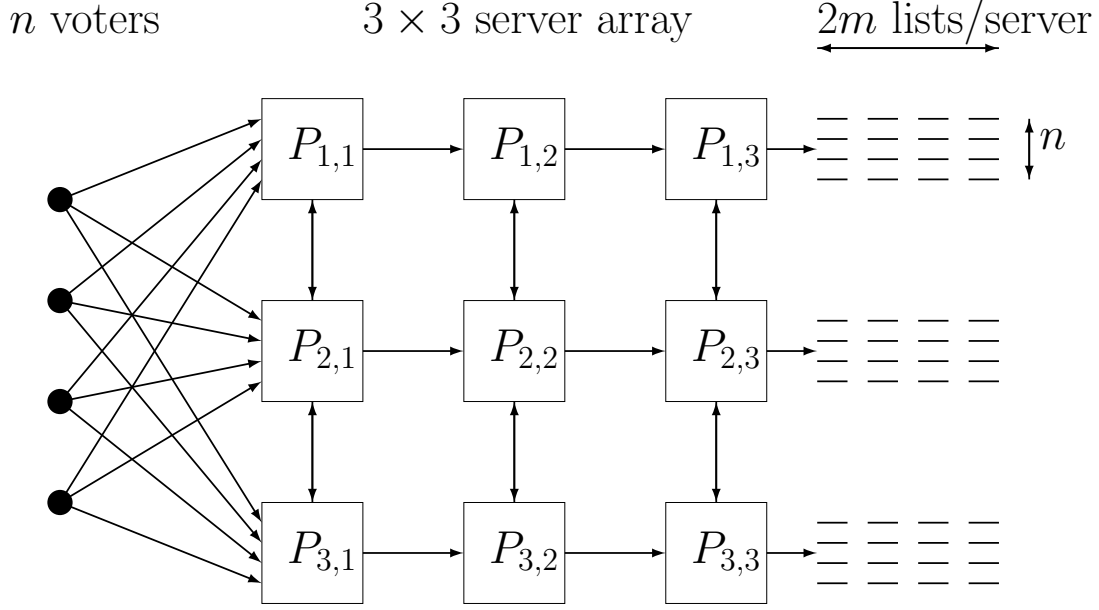 n voters 3 × 3 server array 2m lists/server
P1,1 P1,2 P1,3 n
P2,1 P2,2 P2,3
P3,1 P3,2 P3,3